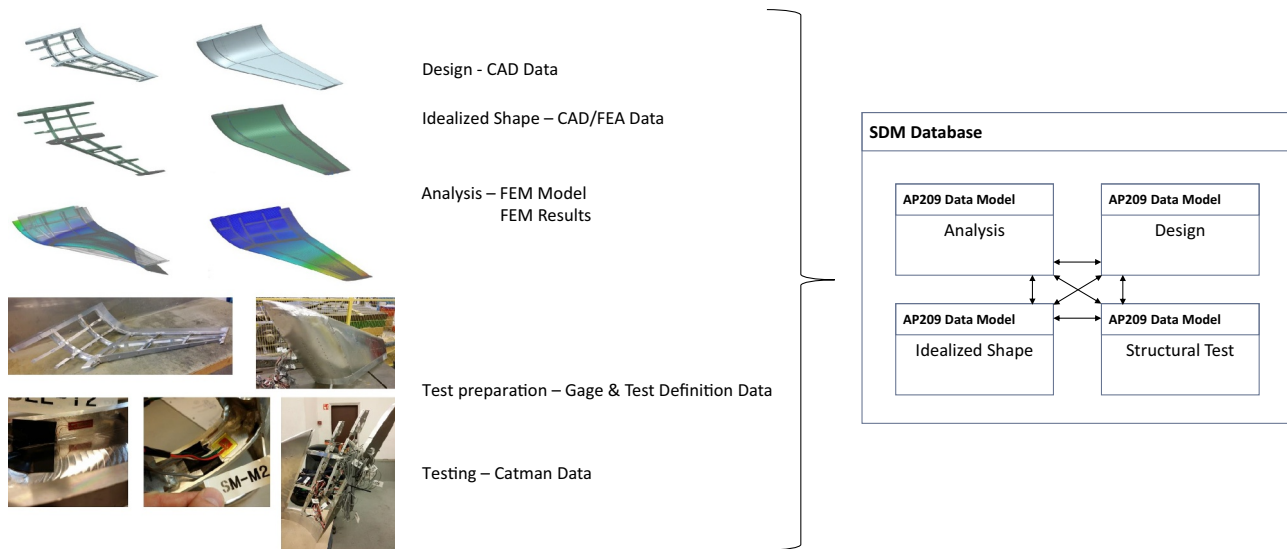 Design - CAD Data
Idealized Shape – CAD/FEA Data
Analysis – FEM Model
FEM Results
Test preparation – Gage & Test Definition Data
Testing – Catman Data
SM-M2
SDM Database
AP209 Data Model
Analysis
AP209 Data Model
Design
AP209 Data Model
Idealized Shape
AP209 Data Model
Structural Test